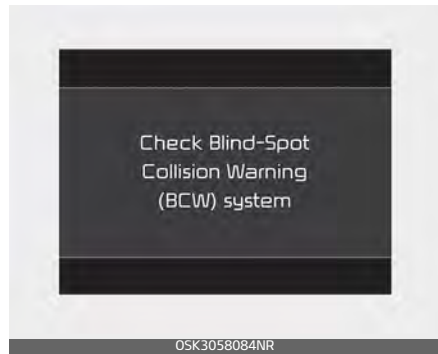 Check Blind-Spot
Collision Warning
(BCW) system
OSK3058084NR